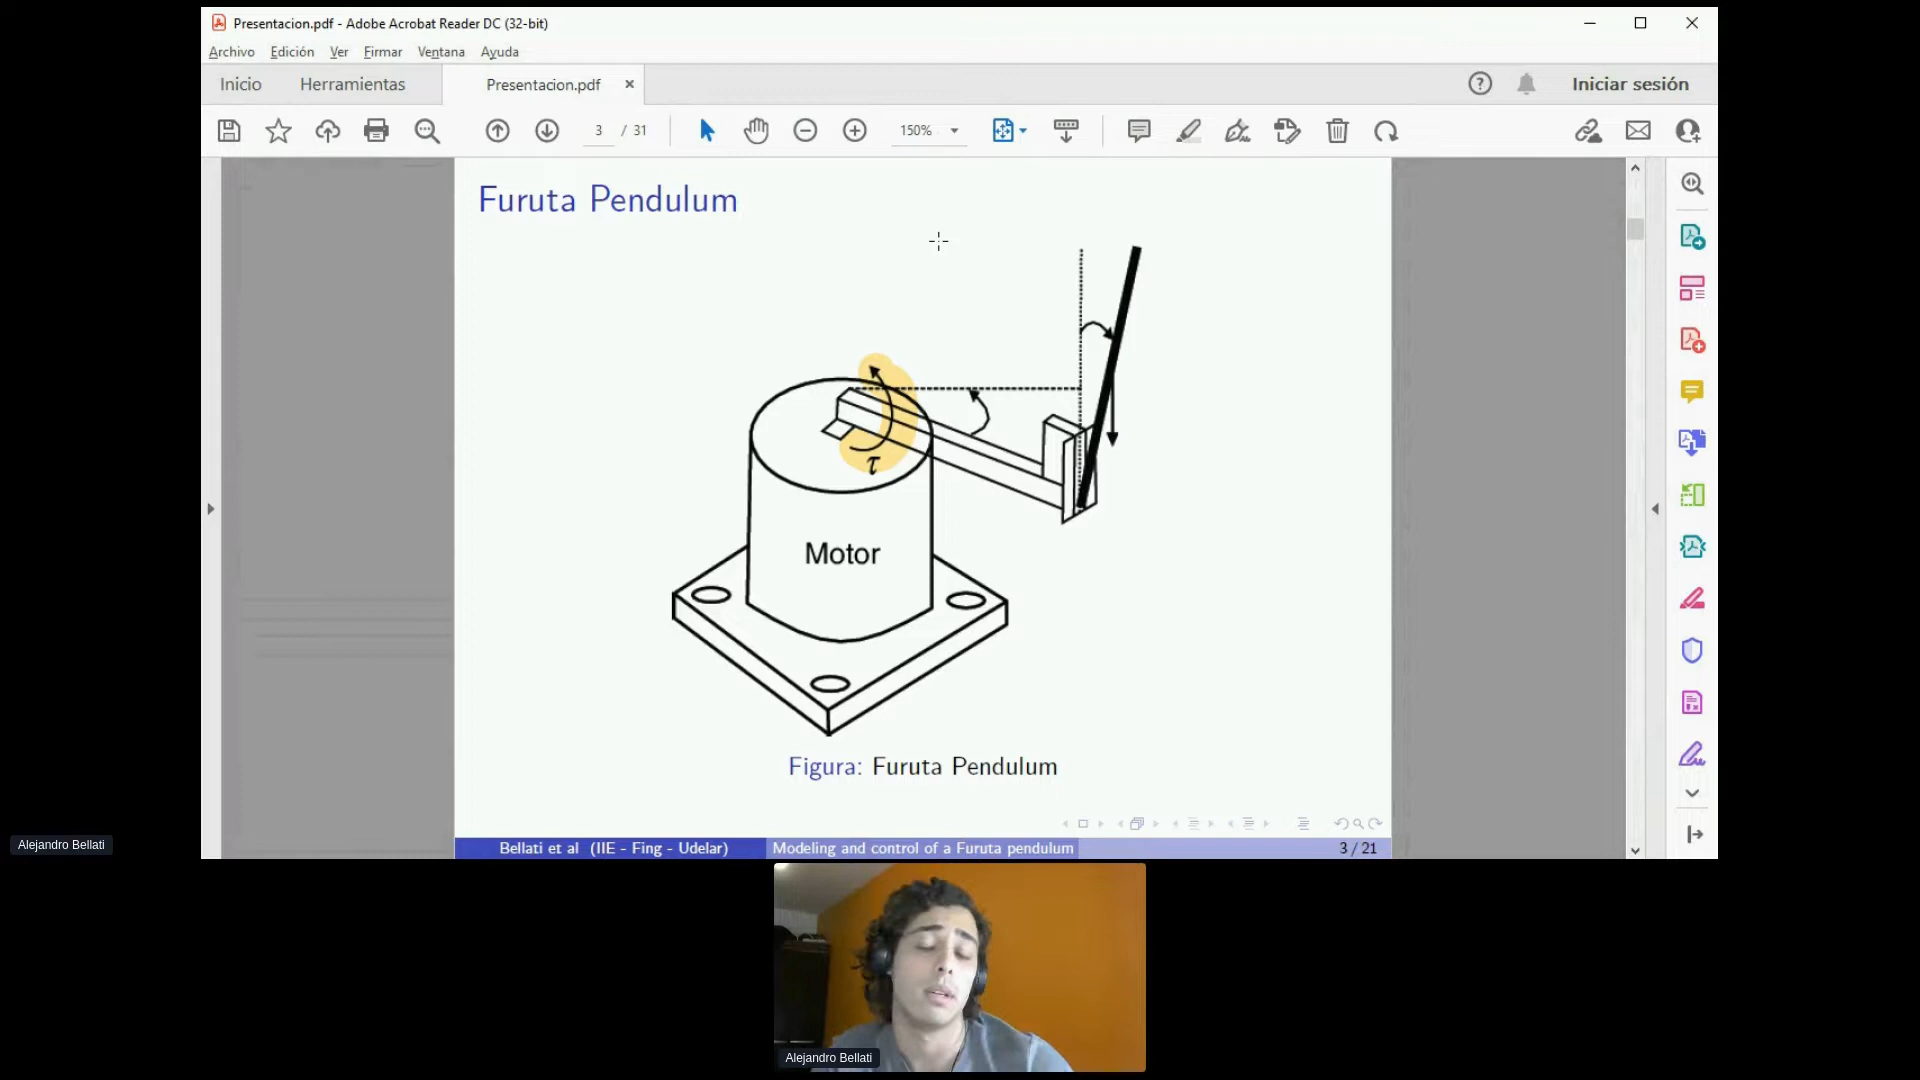 Presentacion.pdf - Adobe Acrobat Reader DC (32-bit)
Archivo Edición Ver Firmar Ventana Ayuda
Inicio Herramientas Presentacion.pdf × Iniciar sesión
3 / 31 150%
Furuta Pendulum
τ
Motor
Figura: Furuta Pendulum
Bellati et al (IIE - Fing - Udelar) Modeling and control of a Furuta pendulum 3 / 21
Alejandro Bellati
Alejandro Bellati